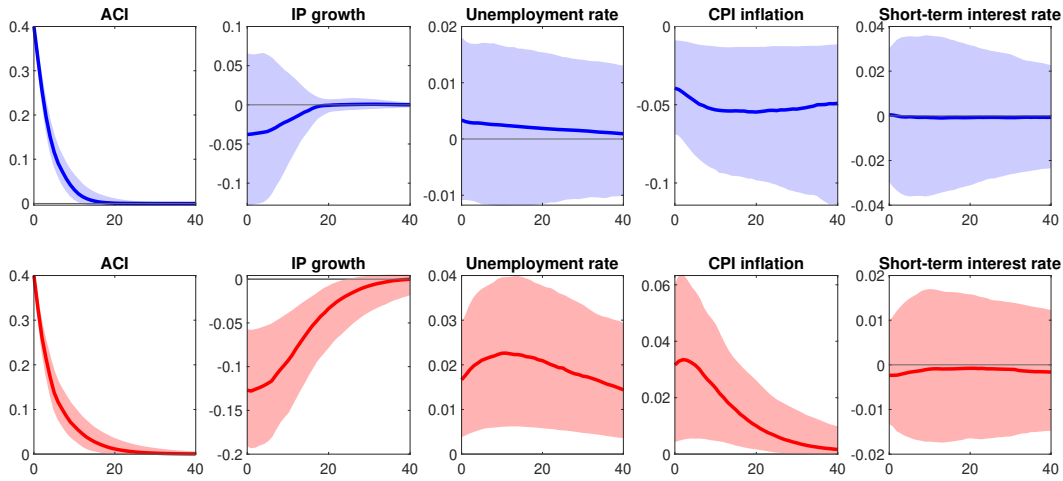 ACI
IP growth
Unemployment rate
CPI inflation
Short-term interest rate
0.4
0.3
0.2
0.1
0
0 20 40
0.1
0.05
0
-0.05
-0.1
0 20 40
0.02
0.01
0
-0.01
0 20 40
0
-0.05
-0.1
0 20 40
0.04
0.02
0
-0.02
-0.04
0 20 40
ACI
IP growth
Unemployment rate
CPI inflation
Short-term interest rate
0.4
0.3
0.2
0.1
0
0 20 40
0
-0.05
-0.1
-0.15
-0.2
0 20 40
0.04
0.03
0.02
0.01
0
0 20 40
0.06
0.04
0.02
0
0 20 40
0.02
0.01
0
-0.01
-0.02
0 20 40